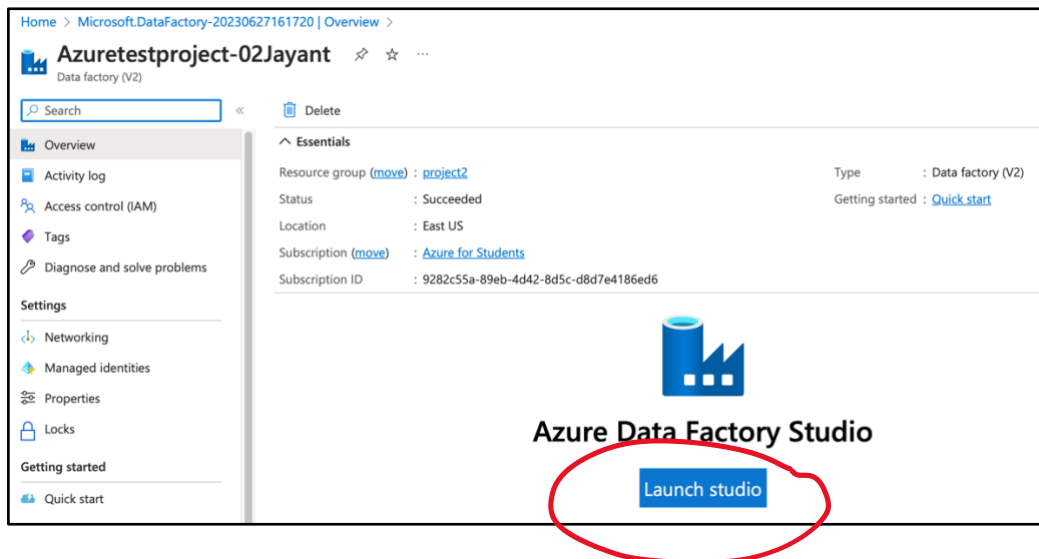 Home > Microsoft.DataFactory-20230627161720 | Overview >
Azuretestproject-02Jayant ...
Data factory (V2)
Search
«
Overview
Activity log
Access control (IAM)
Tags
Diagnose and solve problems
Settings
Networking
Managed identities
Properties
Locks
Getting started
Quick start
Delete
Essentials
Resource group (move) : project2
Status : Succeeded
Location : East US
Subscription (move) : Azure for Students
Subscription ID : 9282c55a-89eb-4d42-8d5c-d8d7e4186ed6
Type : Data factory (V2)
Getting started : Quick start
Azure Data Factory Studio
Launch studio